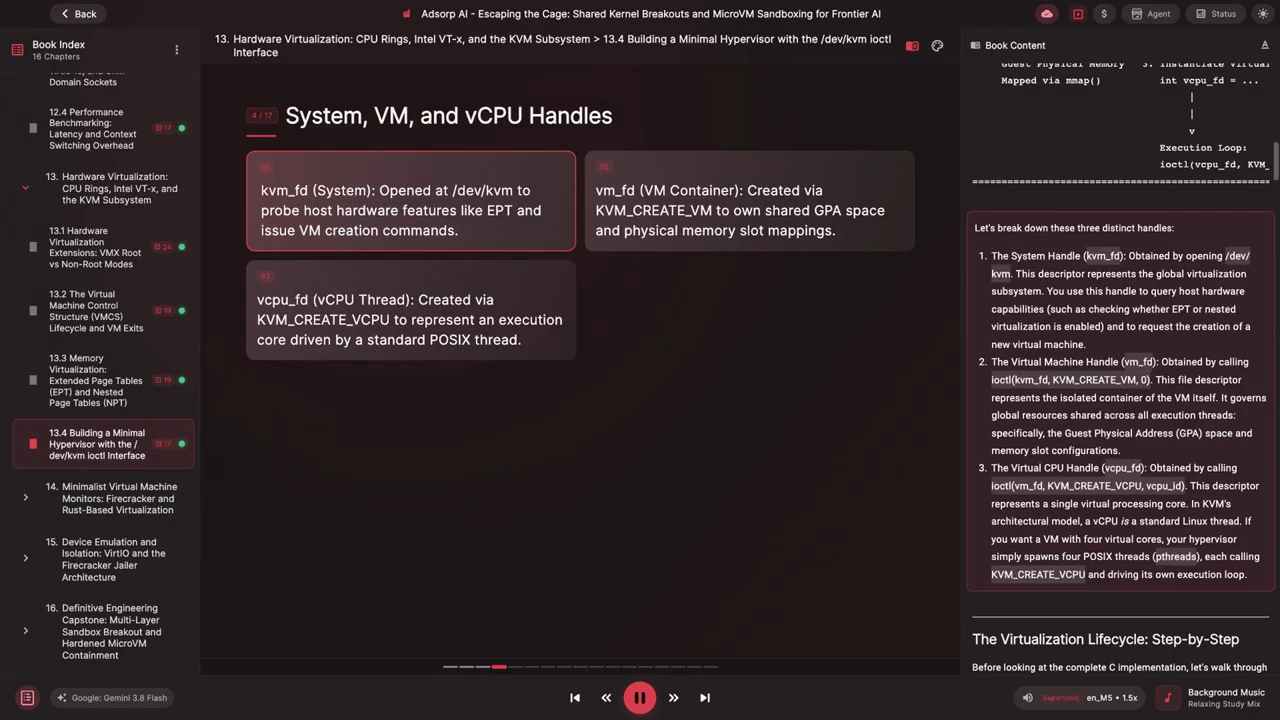 Back
Adsorp AI - Escaping the Cage: Shared Kernel Breakouts and MicroVM Sandboxing for Frontier AI
Agent
Status
Book Index
16 Chapters
Domain Sockets
12.4 Performance
Benchmarking:
Latency and Context
Switching Overhead
17
13. Hardware Virtualization:
CPU Rings, Intel VT-x, and
the KVM Subsystem
13.1 Hardware
Virtualization
Extensions: VMX Root
vs Non-Root Modes
24
13.2 The Virtual
Machine Control
Structure (VMCS)
Lifecycle and VM Exits
19
13.3 Memory
Virtualization:
Extended Page Tables
(EPT) and Nested
Page Tables (NPT)
19
13.4 Building a Minimal
Hypervisor with the /
dev/kvm ioctl Interface
17
14. Minimalist Virtual Machine
Monitors: Firecracker and
Rust-Based Virtualization
15. Device Emulation and
Isolation: VirtIO and the
Firecracker Jailer
Architecture
16. Definitive Engineering
Capstone: Multi-Layer
Sandbox Breakout and
Hardened MicroVM
Containment
13. Hardware Virtualization: CPU Rings, Intel VT-x, and the KVM Subsystem > 13.4 Building a Minimal Hypervisor with the /dev/kvm ioctl
Interface
4 / 17
System, VM, and vCPU Handles
01
kvm_fd (System): Opened at /dev/kvm to
probe host hardware features like EPT and
issue VM creation commands.
02
vm_fd (VM Container): Created via
KVM_CREATE_VM to own shared GPA space
and physical memory slot mappings.
03
vcpu_fd (vCPU Thread): Created via
KVM_CREATE_VCPU to represent an execution
core driven by a standard POSIX thread.
Book Content
Guest Physical Memory 3. Instantiate Virtual
Mapped via mmap() int vcpu_fd = ...
|
|
v
Execution Loop:
ioctl(vcpu_fd, KV
==========================================
Let's break down these three distinct handles:
1. The System Handle (kvm_fd): Obtained by opening /dev/
kvm. This descriptor represents the global virtualization
subsystem. You use this handle to query host hardware
capabilities (such as checking whether EPT or nested
virtualization is enabled) and to request the creation of a
new virtual machine.
2. The Virtual Machine Handle (vm_fd): Obtained by calling
ioctl(kvm_fd, KVM_CREATE_VM, 0). This file descriptor
represents the isolated container of the VM itself. It governs
global resources shared across all execution threads:
specifically, the Guest Physical Address (GPA) space and
memory slot configurations.
3. The Virtual CPU Handle (vcpu_fd): Obtained by calling
ioctl(vm_fd, KVM_CREATE_VCPU, vcpu_id). This descriptor
represents a single virtual processing core. In KVM's
architectural model, a vCPU is a standard Linux thread. If
you want a VM with four virtual cores, your hypervisor
simply spawns four POSIX threads (pthreads), each calling
KVM_CREATE_VCPU and driving its own execution loop.
The Virtualization Lifecycle: Step-by-Step
Before looking at the complete C implementation, let's walk through
Google: Gemini 3.8 Flash
Supertonic en_M5 • 1.5x
Background Music
Relaxing Study Mix